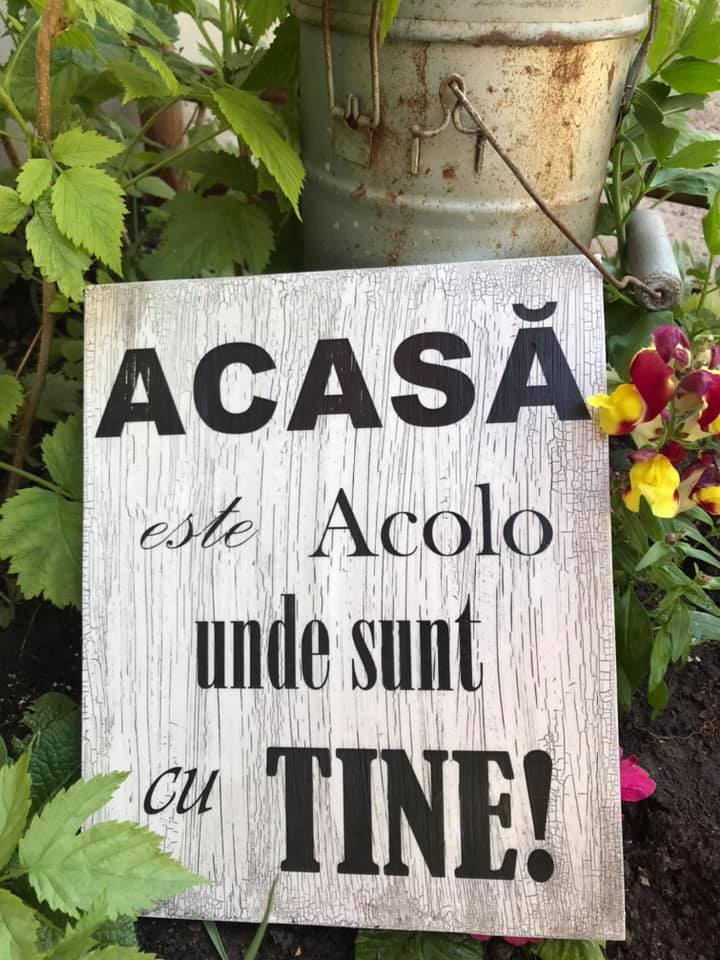 ACASĂ
este Acolo
unde sunt
cu TINE!